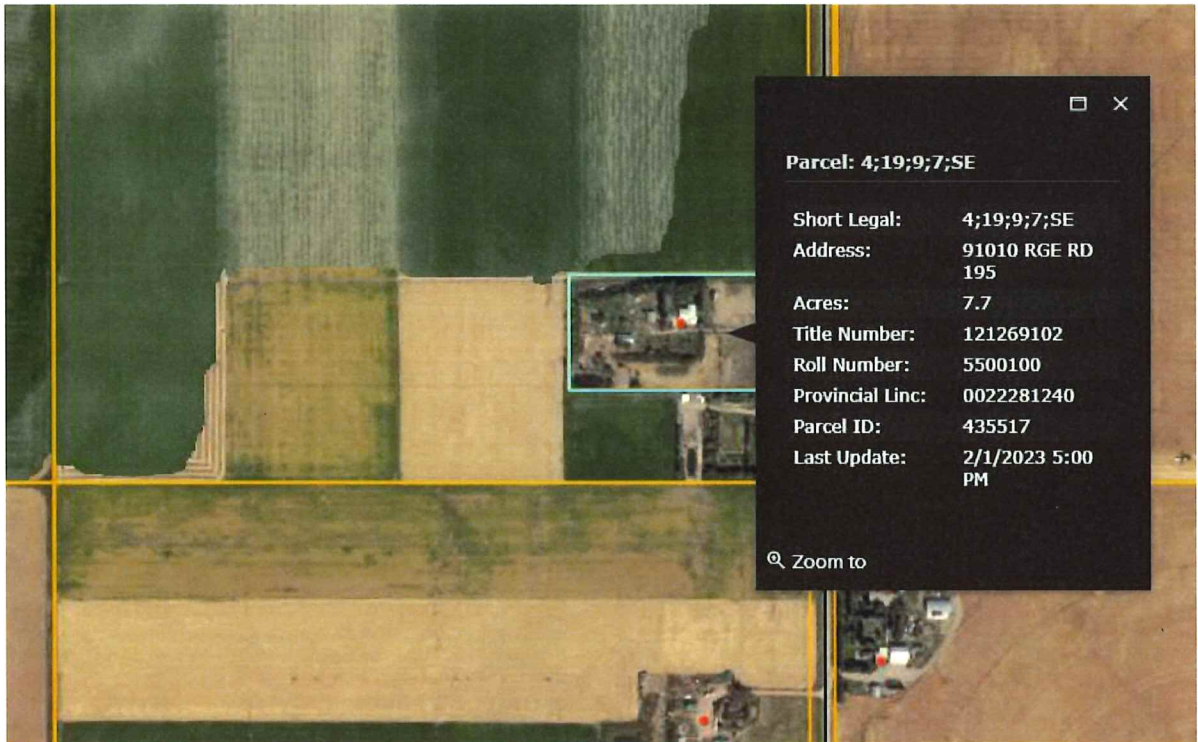 Parcel: 4;19;9;7;SE
Short Legal: 4;19;9;7;SE
Address: 91010 RGE RD
195
Acres: 7.7
Title Number: 121269102
Roll Number: 5500100
Provincial Linc: 0022281240
Parcel ID: 435517
Last Update: 2/1/2023 5:00
PM
Zoom to